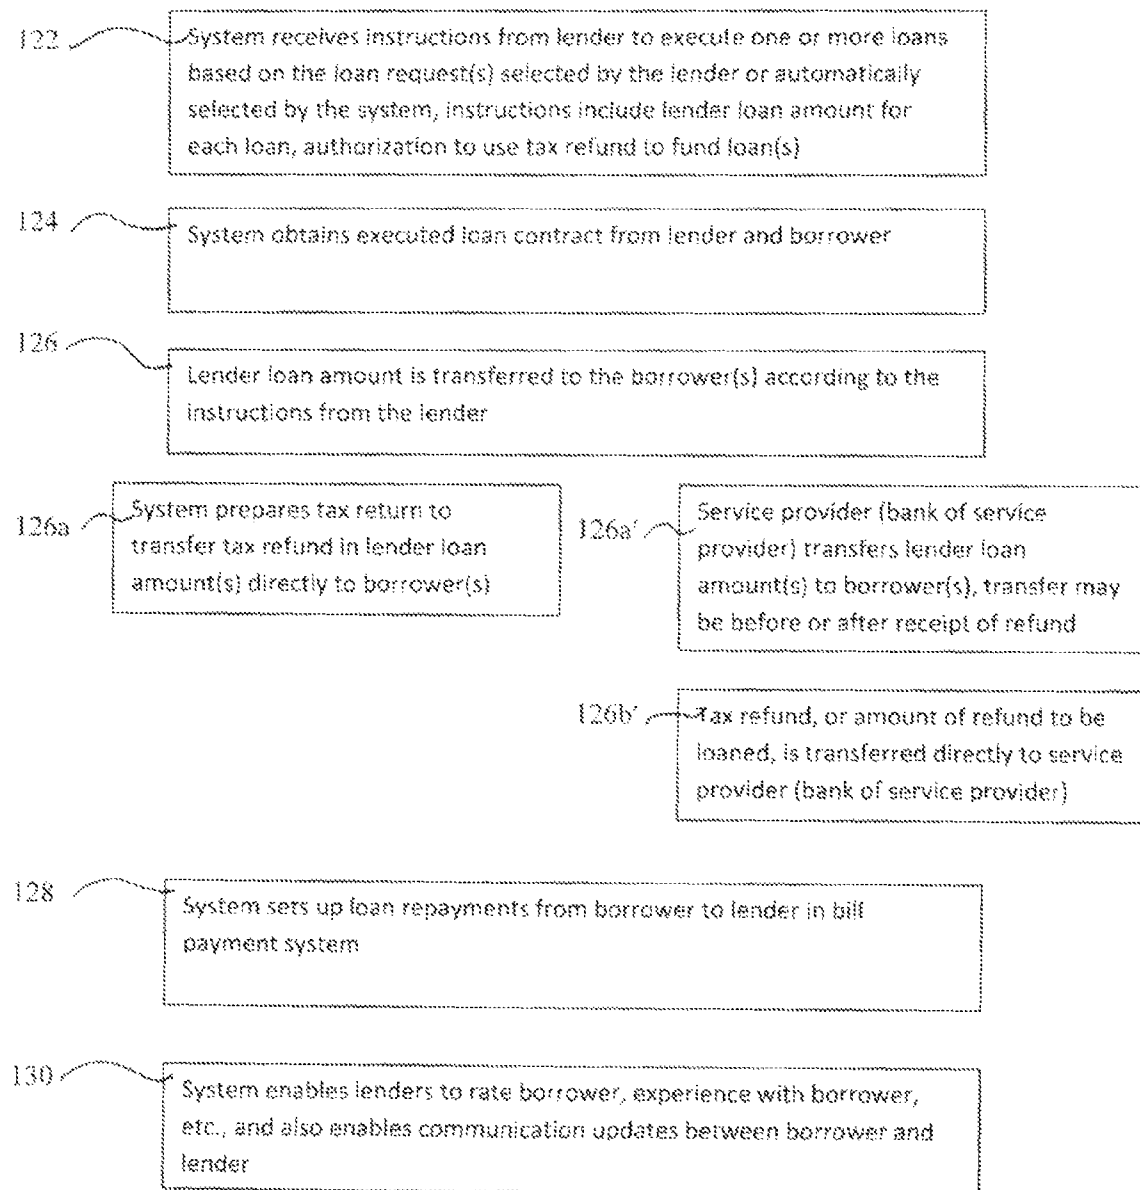 122
System receives instructions from lender to execute one or more loans
based on the loan request(s) selected by the lender or automatically
selected by the system, instructions include lender loan amount for
each loan, authorization to use tax refund to fund loan(s)
124
System obtains executed loan contract from lender and borrower
126
Lender loan amount is transferred to the borrower(s) according to the
instructions from the lender
126a
System prepares tax return to
transfer tax refund in lender loan
amount(s) directly to borrower(s)
126a'
Service provider (bank of service
provider) transfers lender loan
amount(s) to borrower(s), transfer may
be before or after receipt of refund
126b'
Tax refund, or amount of refund to be
loaned, is transferred directly to service
provider (bank of service provider)
128
System sets up loan repayments from borrower to lender in bill
payment system
130
System enables lenders to rate borrower, experience with borrower,
etc., and also enables communication updates between borrower and
lender